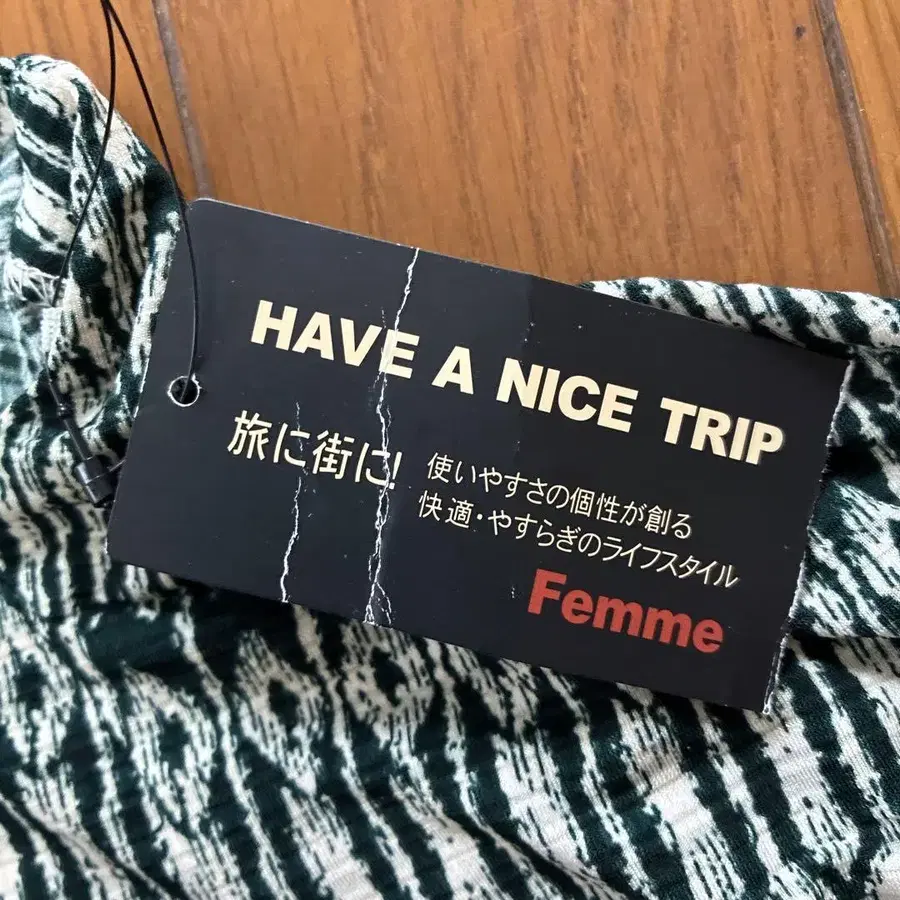 HAVE A NICE TRIP
旅に街に!
使いやすさの個性が創る
快適・やすらぎのライフスタイル
Femme